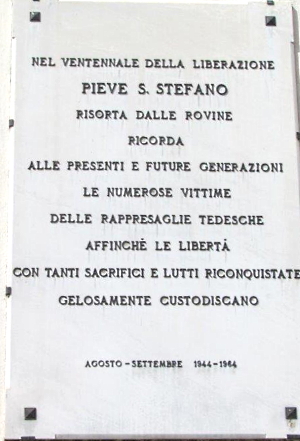 NEL VENTENNALE DELLA LIBERAZIONE
PIEVE S. STEFANO
RISORTA DALLE ROVINE
RICORDA
ALLE PRESENTI E FUTURE GENERAZIONI
LE NUMEROSE VITTIME
DELLE RAPPRESAGLIE TEDESCHE
AFFINCHÈ LE LIBERTÀ
CON TANTI SACRIFICI E LUTTI RICONQUISTATE
GELOSAMENTE CUSTODISCANO
AGOSTO - SETTEMBRE 1944-1964